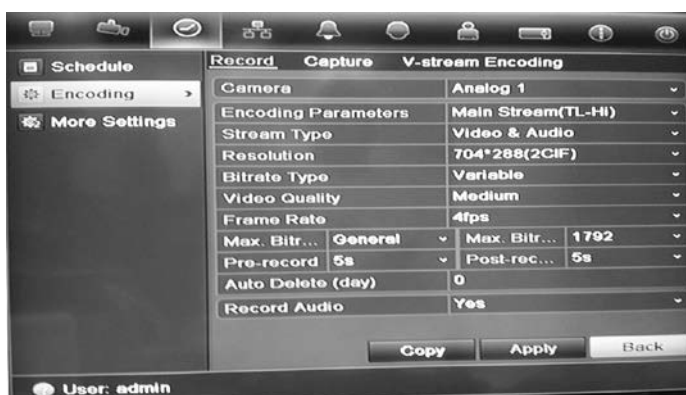 Record Capture V-stream Encoding
Schedule
Encoding
More Settings
Camera Analog 1
Encoding Parameters Main Stream(TL-Hi)
Stream Type Video & Audio
Resolution 704*288(2CIF)
Bitrate Type Variable
Video Quality Medium
Frame Rate 4fps
Max. Bitr... General Max. Bitr... 1792
Pre-record 5s Post-rec... 5s
Auto Delete (day) 0
Record Audio Yes
Copy Apply Back
User: admin